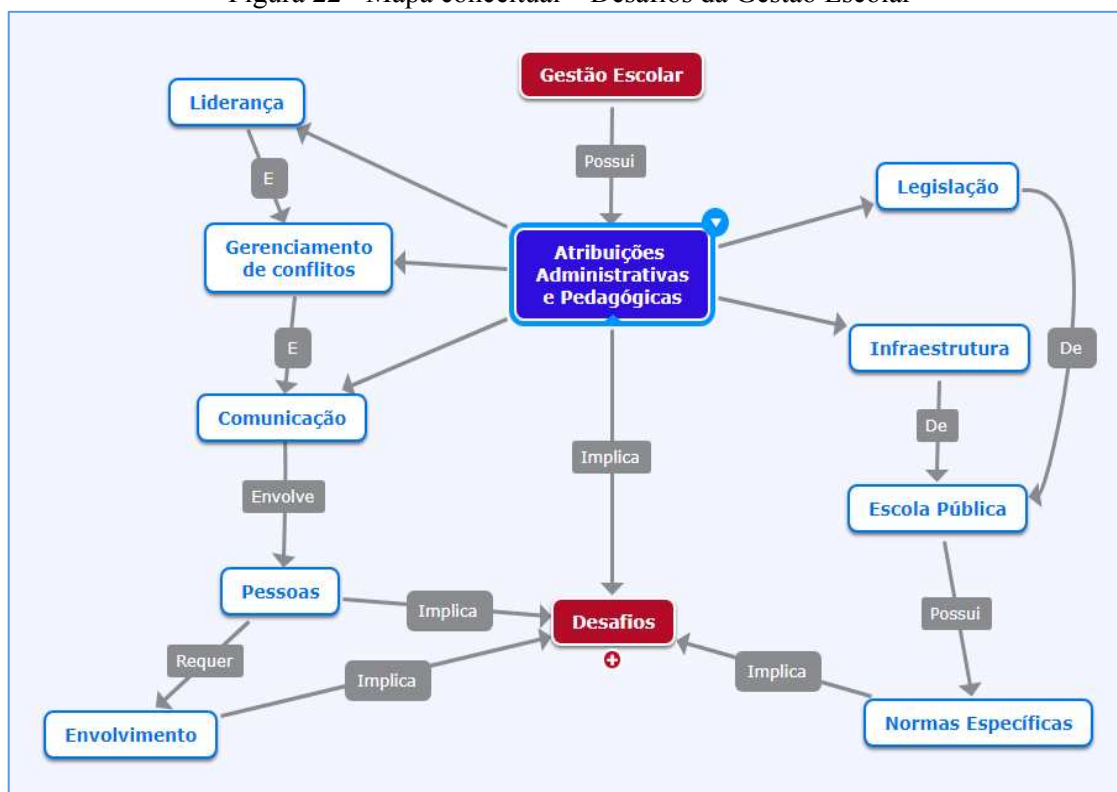 Figura 22 - Mapa conceitual – Desafios da Gestão Escolar
Gestão Escolar
Liderança
Possui
E
Legislação
Gerenciamento
de conflitos
Atribuições
Administrativas
e Pedagógicas
E
Infraestrutura
De
Comunicação
De
Implica
Envolve
Escola Pública
Pessoas
Implica
Desafios
Possui
Requer
Implica
Implica
Envolvimento
Normas Específicas